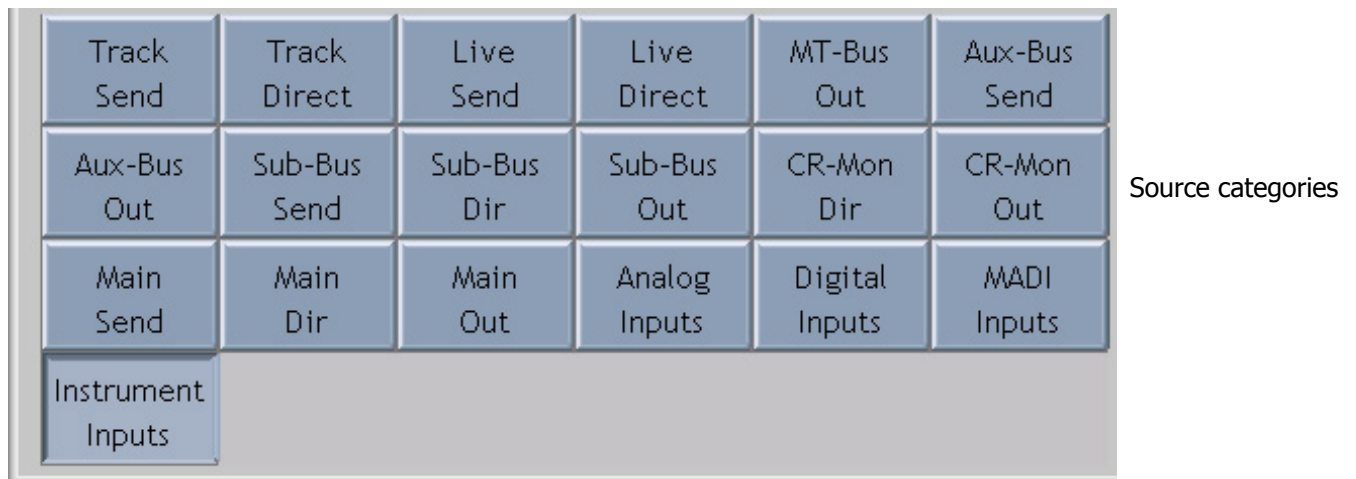 Track Send
Track Direct
Live Send
Live Direct
MT-Bus Out
Aux-Bus Send
Aux-Bus Out
Sub-Bus Send
Sub-Bus Dir
Sub-Bus Out
CR-Mon Dir
CR-Mon Out
Source categories
Main Send
Main Dir
Main Out
Analog Inputs
Digital Inputs
MADI Inputs
Instrument Inputs